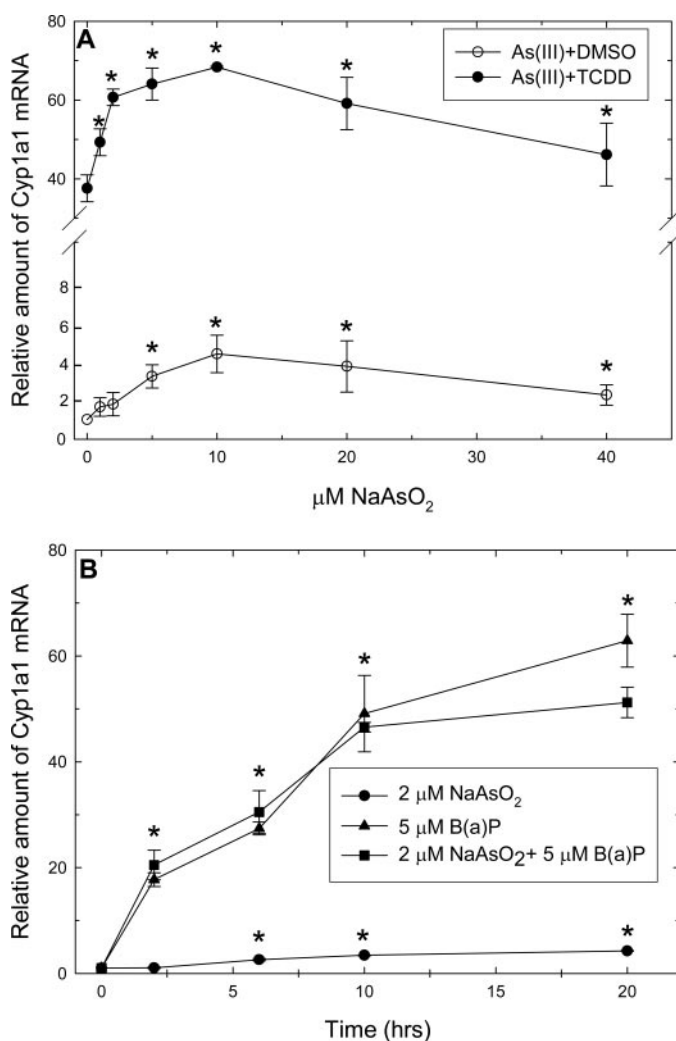 A
As(III)+DMSO
As(III)+TCDD
Relative amount of Cyp1a1 mRNA
80
60
40
8
6
4
2
0
* * * * * * *
* * * *
0 10 20 30 40
μM NaAsO₂
B
Relative amount of Cyp1a1 mRNA
80
60
40
20
0
* * * *
* * *
2 μM NaAsO₂
5 μM B(a)P
2 μM NaAsO₂+ 5 μM B(a)P
0 5 10 15 20
Time (hrs)